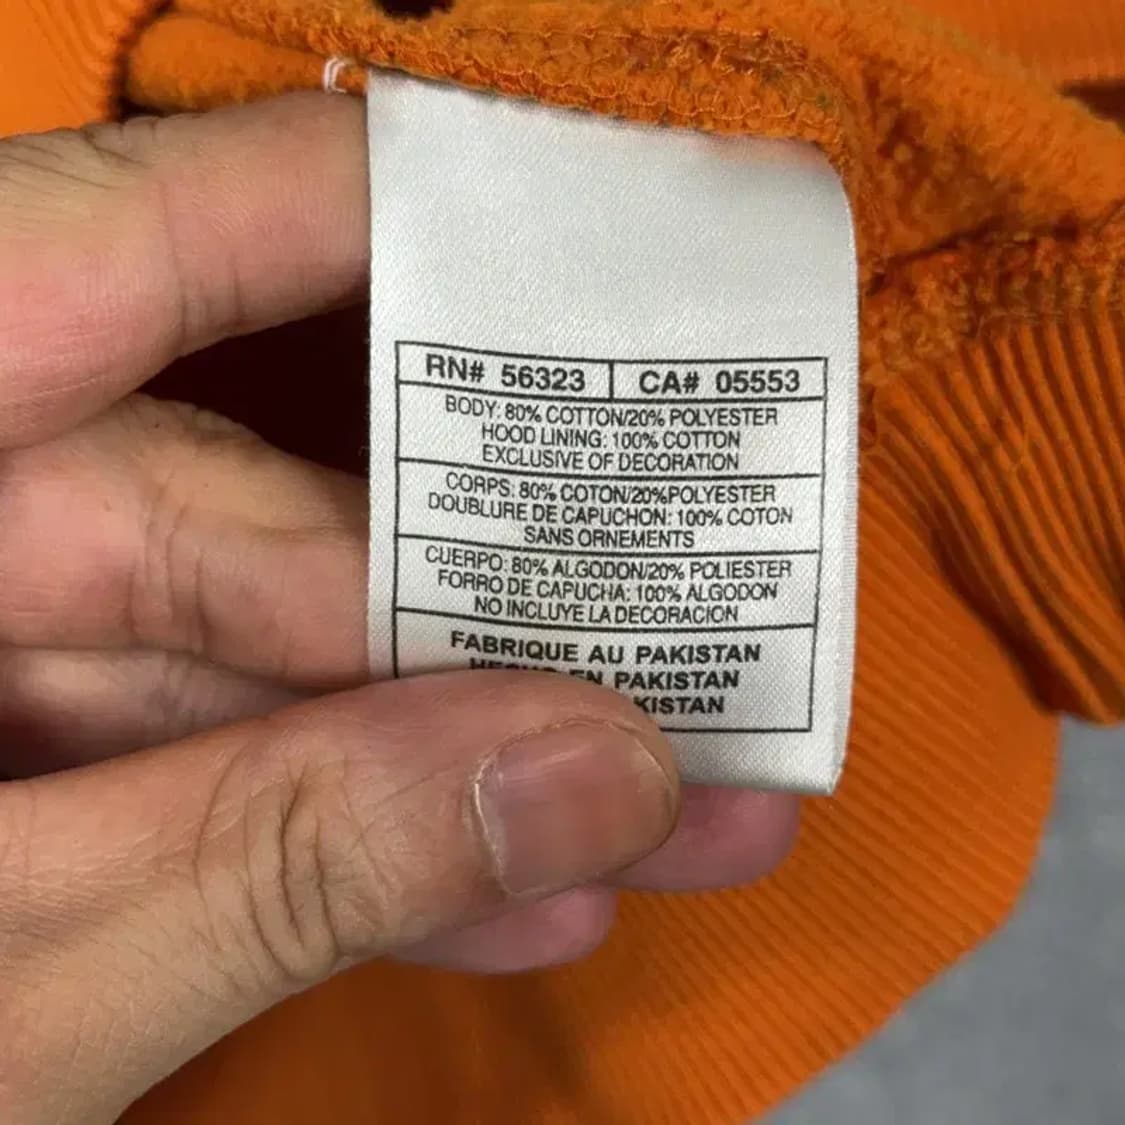 RN# 56323 CA# 05553
BODY: 80% COTTON/20% POLYESTER
HOOD LINING: 100% COTTON
EXCLUSIVE OF DECORATION
CORPS: 80% COTON/20%POLYESTER
DOUBLURE DE CAPUCHON: 100% COTON
SANS ORNEMENTS
CUERPO: 80% ALGODON/20% POLIESTER
FORRO DE CAPUCHA: 100% ALGODON
NO INCLUYE LA DECORACION
FABRIQUE AU PAKISTAN
HECHO EN PAKISTAN
KISTAN